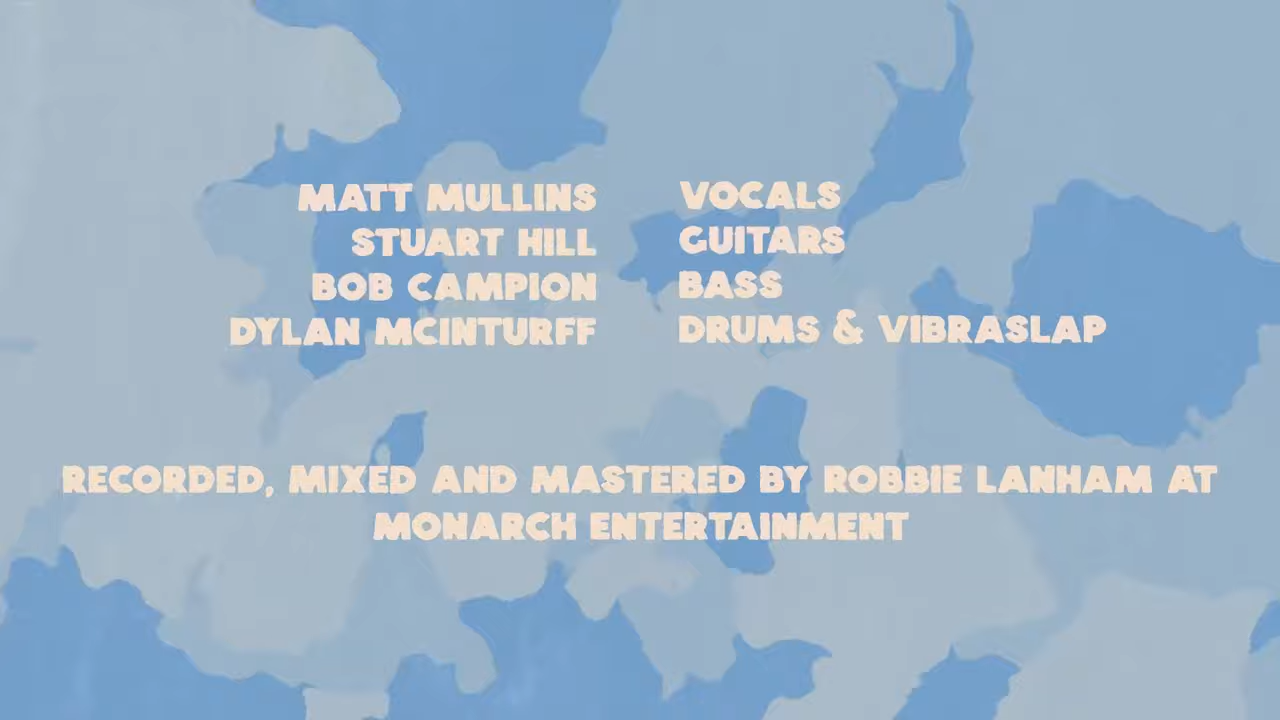 MATT MULLINS VOCALS
STUART HILL GUITARS
BOB CAMPION BASS
DYLAN MCINTURFF DRUMS & VIBRASLAP
RECORDED, MIXED AND MASTERED BY ROBBIE LANHAM AT
MONARCH ENTERTAINMENT